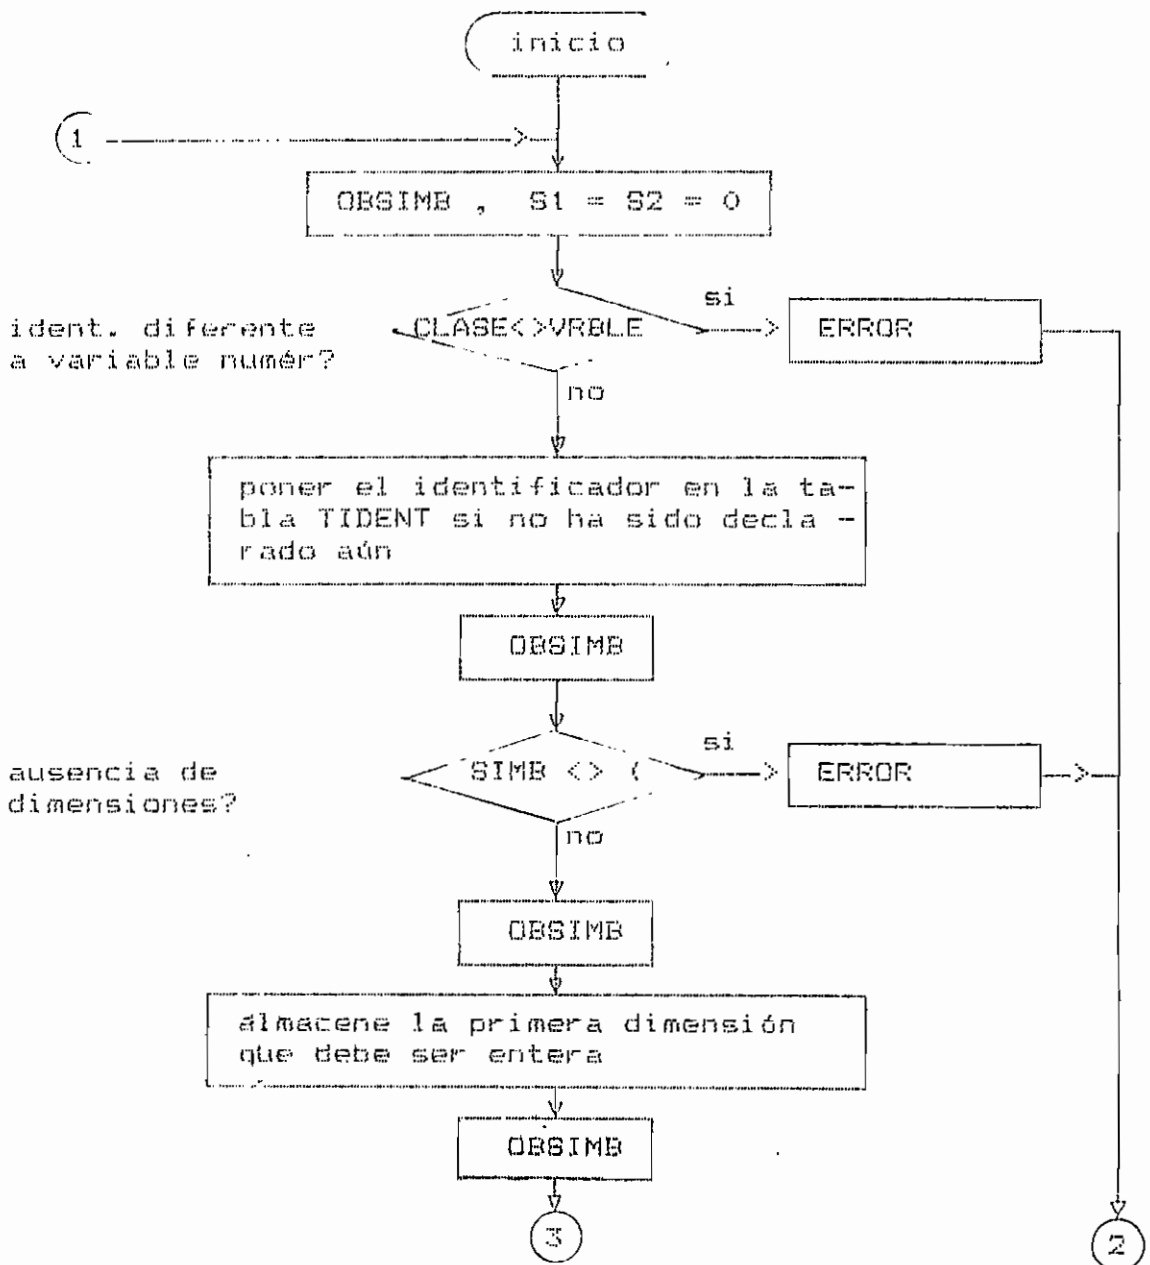 inicio
1
OBSIMB , S1 = S2 = 0
si
ident. diferente
a variable numér?
CLASE<>VRBLE
ERROR
no
poner el identificador en la ta-
bla TIDENT si no ha sido decla -
rado aún
OBSIMB
si
ausencia de
dimensiones?
SIMB <> (
ERROR
no
OBSIMB
almacene la primera dimensión
que debe ser entera
OBSIMB
3
2